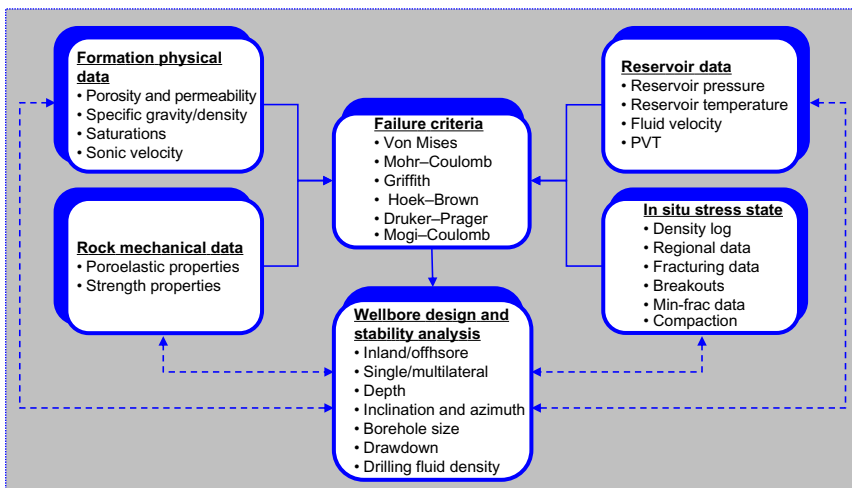 Formation physical
data
• Porosity and permeability
• Specific gravity/density
• Saturations
• Sonic velocity
Rock mechanical data
• Poroelastic properties
• Strength properties
Failure criteria
• Von Mises
• Mohr–Coulomb
• Griffith
• Hoek–Brown
• Druker–Prager
• Mogi–Coulomb
Reservoir data
• Reservoir pressure
• Reservoir temperature
• Fluid velocity
• PVT
In situ stress state
• Density log
• Regional data
• Fracturing data
• Breakouts
• Min-frac data
• Compaction
Wellbore design and
stability analysis
• Inland/offhsore
• Single/multilateral
• Depth
• Inclination and azimuth
• Borehole size
• Drawdown
• Drilling fluid density